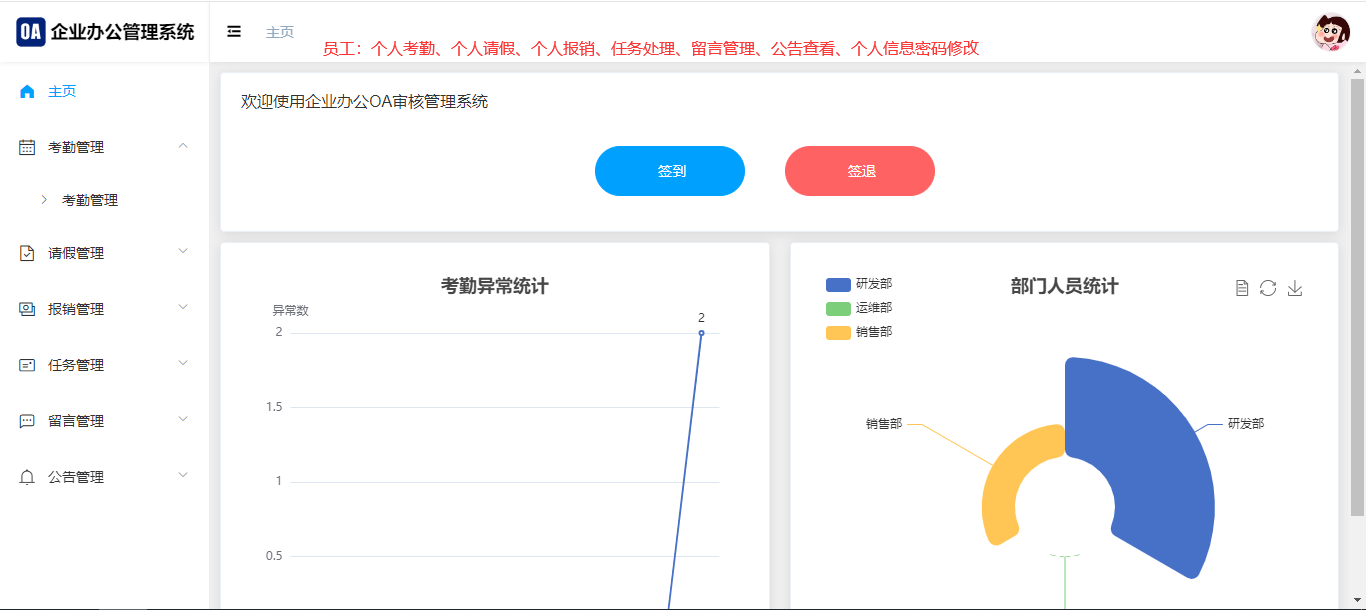 OA 企业办公管理系统
主页
员工：个人考勤、个人请假、个人报销、任务处理、留言管理、公告查看、个人信息密码修改
主页
考勤管理
考勤管理
请假管理
报销管理
任务管理
留言管理
公告管理
欢迎使用企业办公OA审核管理系统
签到
签退
考勤异常统计
异常数
2
2
1.5
1
0.5
部门人员统计
研发部
运维部
销售部
销售部
研发部